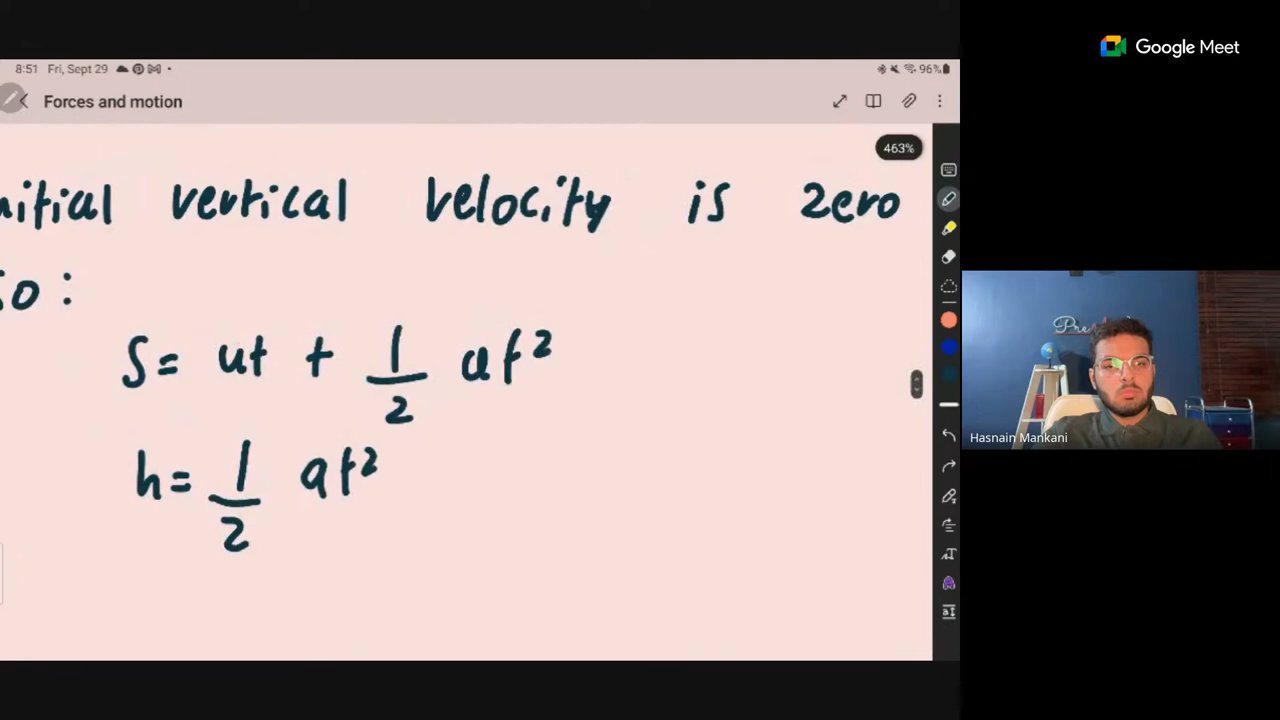 Google Meet
8:51 Fri, Sept 29
96%
Forces and motion
463%
nitial vertical velocity is zero
so:
S= ut + 1/2 at²
h= 1/2 at²
Hasnain Mankani